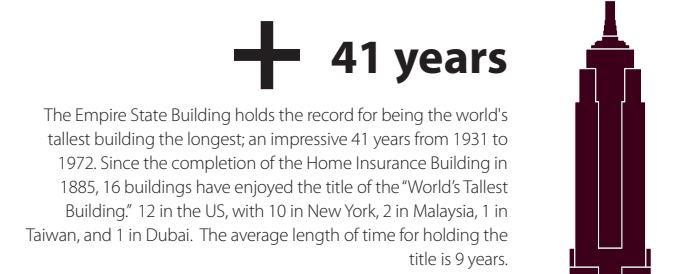 + 41 years
The Empire State Building holds the record for being the world's
tallest building the longest; an impressive 41 years from 1931 to
1972. Since the completion of the Home Insurance Building in
1885, 16 buildings have enjoyed the title of the “World’s Tallest
Building.” 12 in the US, with 10 in New York, 2 in Malaysia, 1 in
Taiwan, and 1 in Dubai. The average length of time for holding the
title is 9 years.